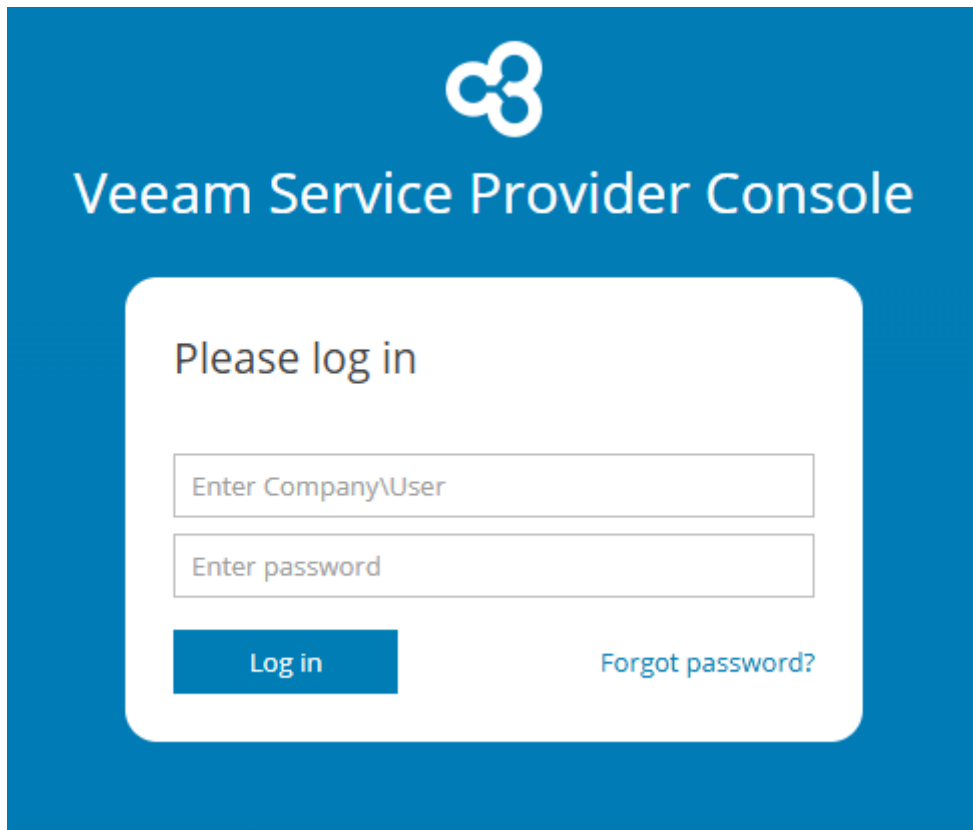 Veeam Service Provider Console
Please log in
Enter Company\User
Enter password
Log in
Forgot password?